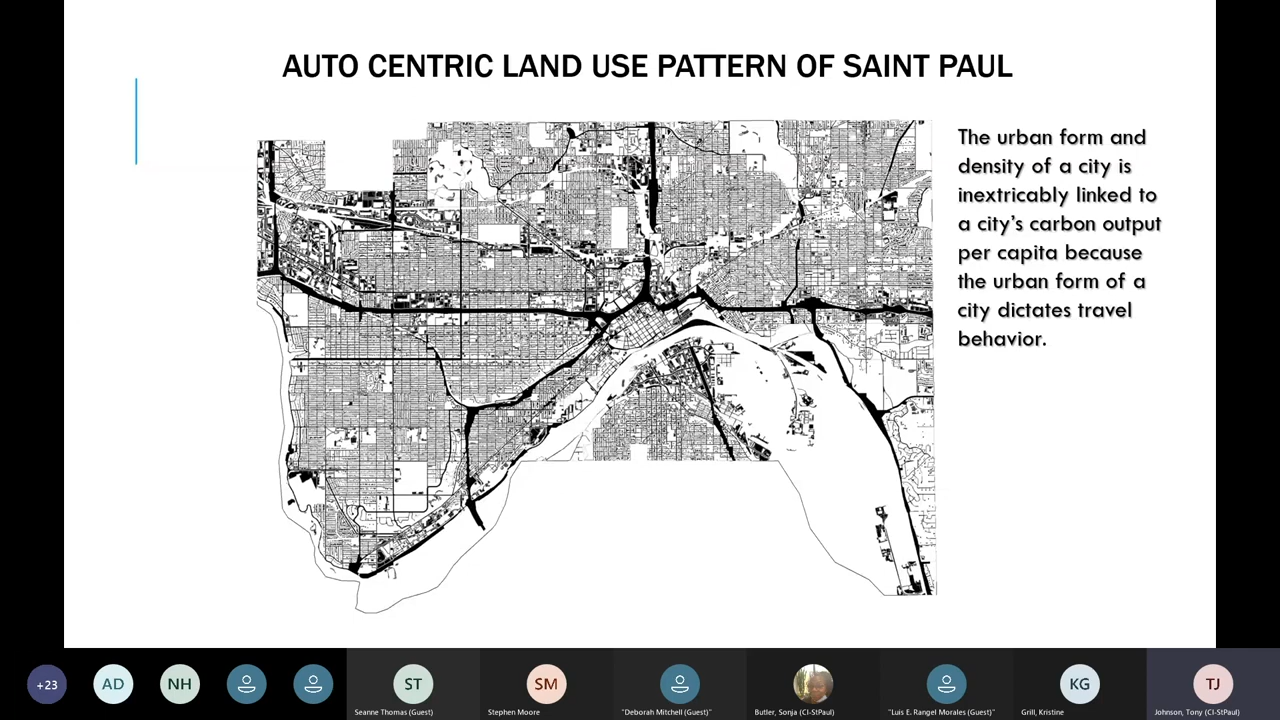 AUTO CENTRIC LAND USE PATTERN OF SAINT PAUL
The urban form and
density of a city is
inextricably linked to
a city’s carbon output
per capita because
the urban form of a
city dictates travel
behavior.
+23
AD
NH
ST
SM
KG
TJ
Seanne Thomas (Guest)
Stephen Moore
"Deborah Mitchell (Guest)"
Butler, Sonja (CI-StPaul)
"Luis E. Rangel Morales (Guest)"
Grill, Kristine
Johnson, Tony (CI-StPaul)